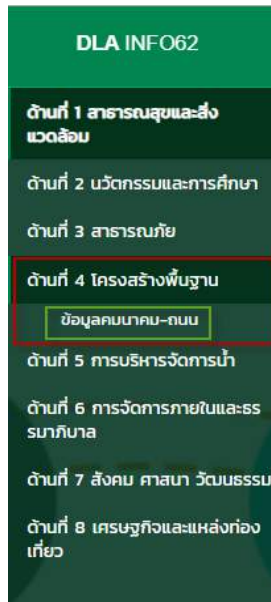 DLA INFO62
ด้านที่ 1 สาธารณสุขและสิ่ง
แวดล้อม
ด้านที่ 2 นวัตกรรมและการศึกษา
ด้านที่ 3 สาธารณภัย
ด้านที่ 4 โครงสร้างพื้นฐาน
ข้อมูลคมนาคม-ถนน
ด้านที่ 5 การบริหารจัดการน้ำ
ด้านที่ 6 การจัดการภายในและธร
รมาภิบาล
ด้านที่ 7 สังคม ศาสนา วัฒนธรรม
ด้านที่ 8 เศรษฐกิจและแหล่งท่อง
เที่ยว